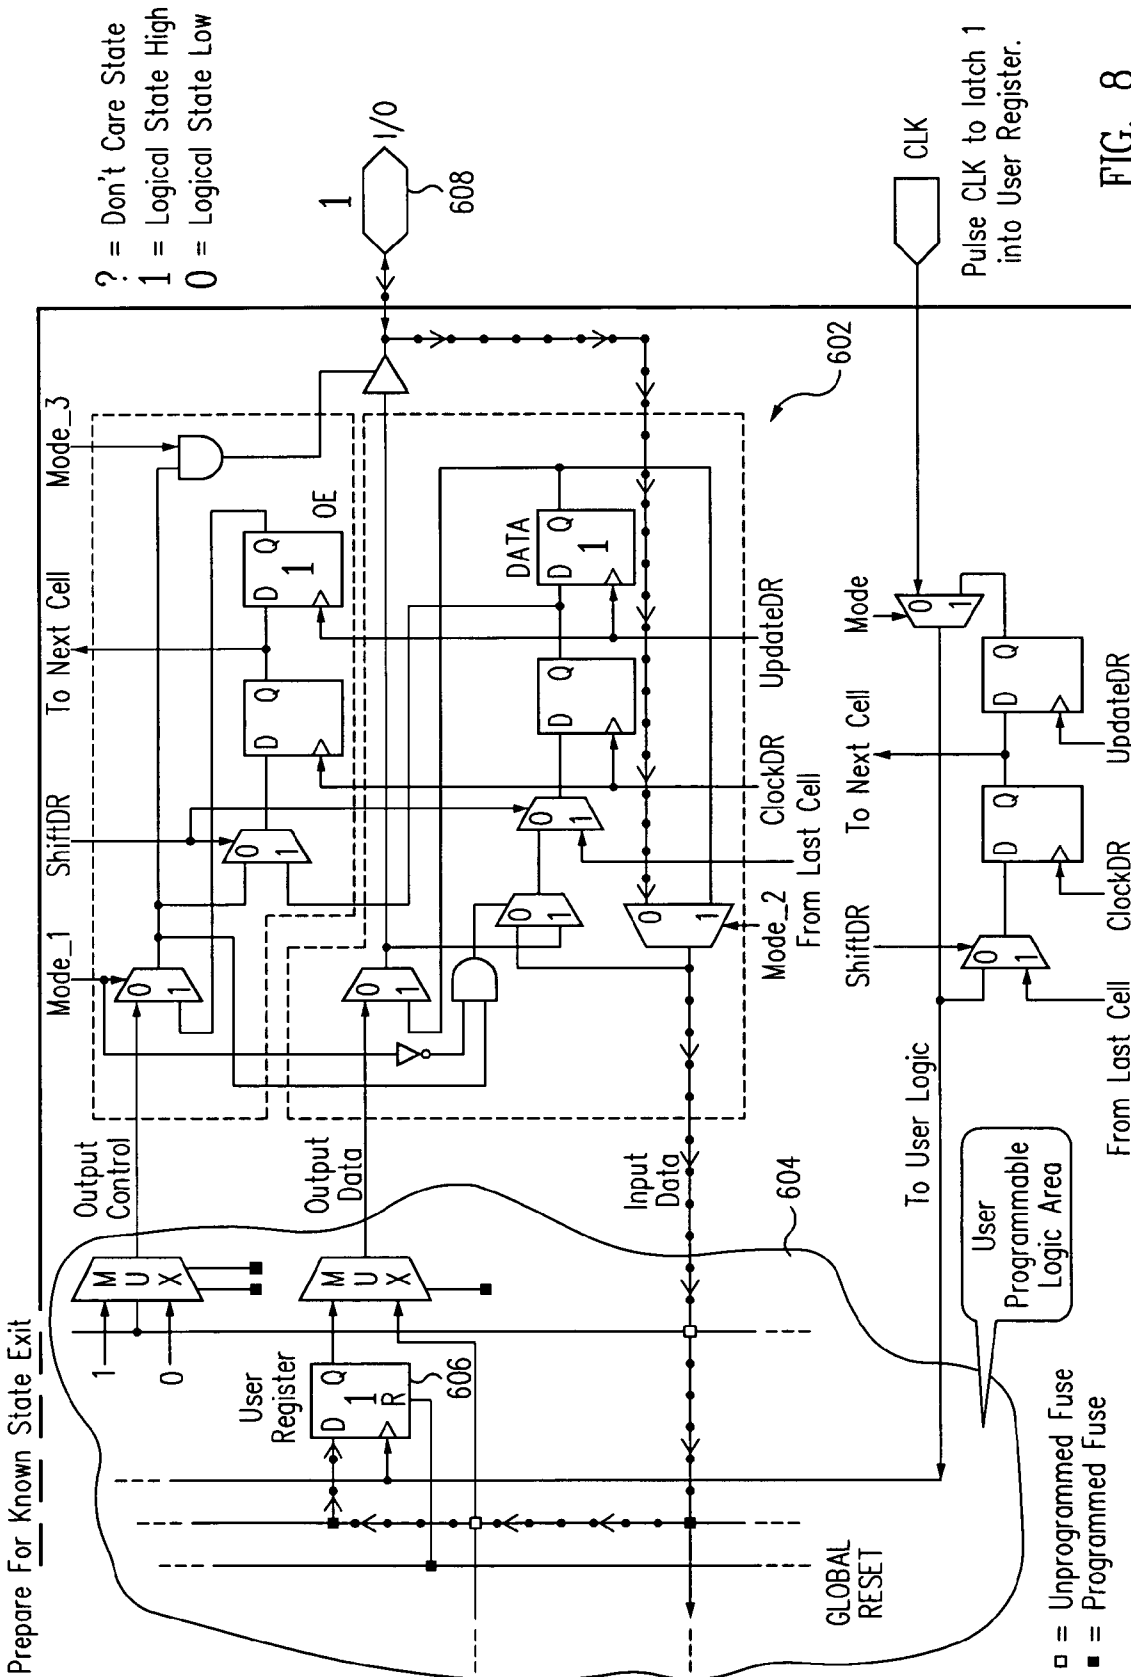 Prepare For Known State Exit
? = Don't Care State
1 = Logical State High
0 = Logical State Low
Mode_1
ShiftDR
To Next Cell
Mode_3
1
I/O
608
Output
Control
1
0
M
U
X
0
1
0
1
D
Q
D
Q
1
OE
User
Register
D
Q
1
R
606
M
U
X
Output
Data
0
1
0
1
0
1
D
Q
DATA
D
Q
1
Input
Data
0
1
Mode_2
From Last Cell
ClockDR
UpdateDR
602
604
GLOBAL
RESET
To User Logic
ShiftDR
To Next Cell
Mode
0
1
CLK
Pulse CLK to latch 1
into User Register.
0
1
D
Q
D
Q
From Last Cell
ClockDR
UpdateDR
User
Programmable
Logic Area
□ = Unprogrammed Fuse
■ = Programmed Fuse
FIG. 8